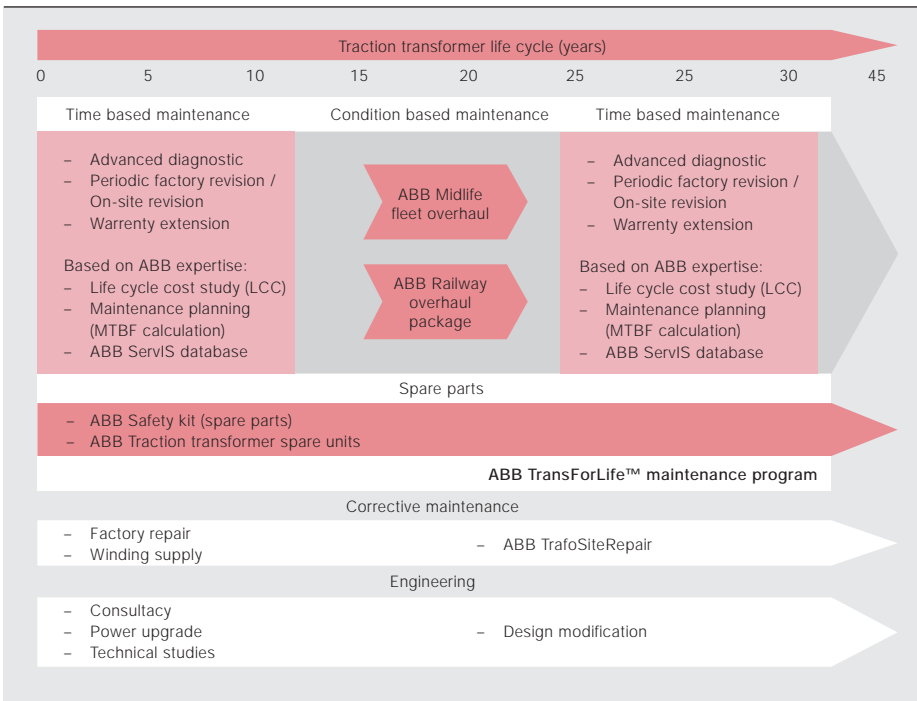 Traction transformer life cycle (years)
0 5 10 15 20 25 25 30 45
Time based maintenance
– Advanced diagnostic
– Periodic factory revision /
On-site revision
– Warrenty extension
Based on ABB expertise:
– Life cycle cost study (LCC)
– Maintenance planning
(MTBF calculation)
– ABB ServIS database
Condition based maintenance
ABB Midlife
fleet overhaul
ABB Railway
overhaul
package
Time based maintenance
– Advanced diagnostic
– Periodic factory revision /
On-site revision
– Warrenty extension
Based on ABB expertise:
– Life cycle cost study (LCC)
– Maintenance planning
(MTBF calculation)
– ABB ServIS database
Spare parts
– ABB Safety kit (spare parts)
– ABB Traction transformer spare units
ABB TransForLife™ maintenance program
Corrective maintenance
– Factory repair
– Winding supply
– ABB TrafoSiteRepair
Engineering
– Consultacy
– Power upgrade
– Technical studies
– Design modification